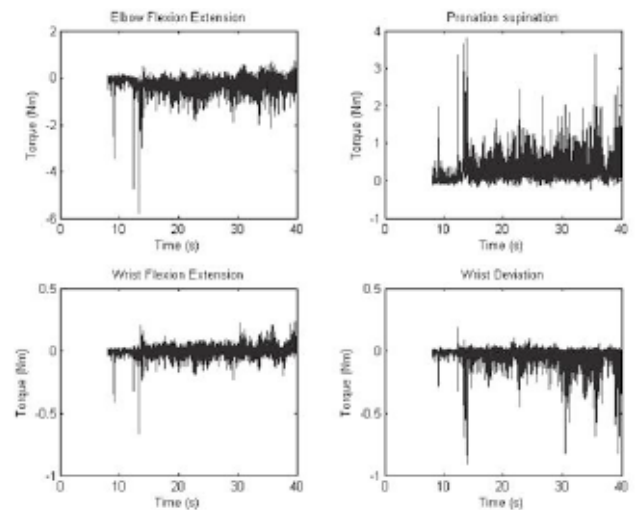 Elbow Flexion Extension
2
0
-2
-4
-6
Torque (Nm)
0 10 20 30 40
Time (s)
Pronation supination
4
3
2
1
0
-1
Torque (Nm)
0 10 20 30 40
Time (s)
Wrist Flexion Extension
0.5
0
-0.5
-1
Torque (Nm)
0 10 20 30 40
Time (s)
Wrist Deviation
0.5
0
-0.5
-1
Torque (Nm)
0 10 20 30 40
Time (s)